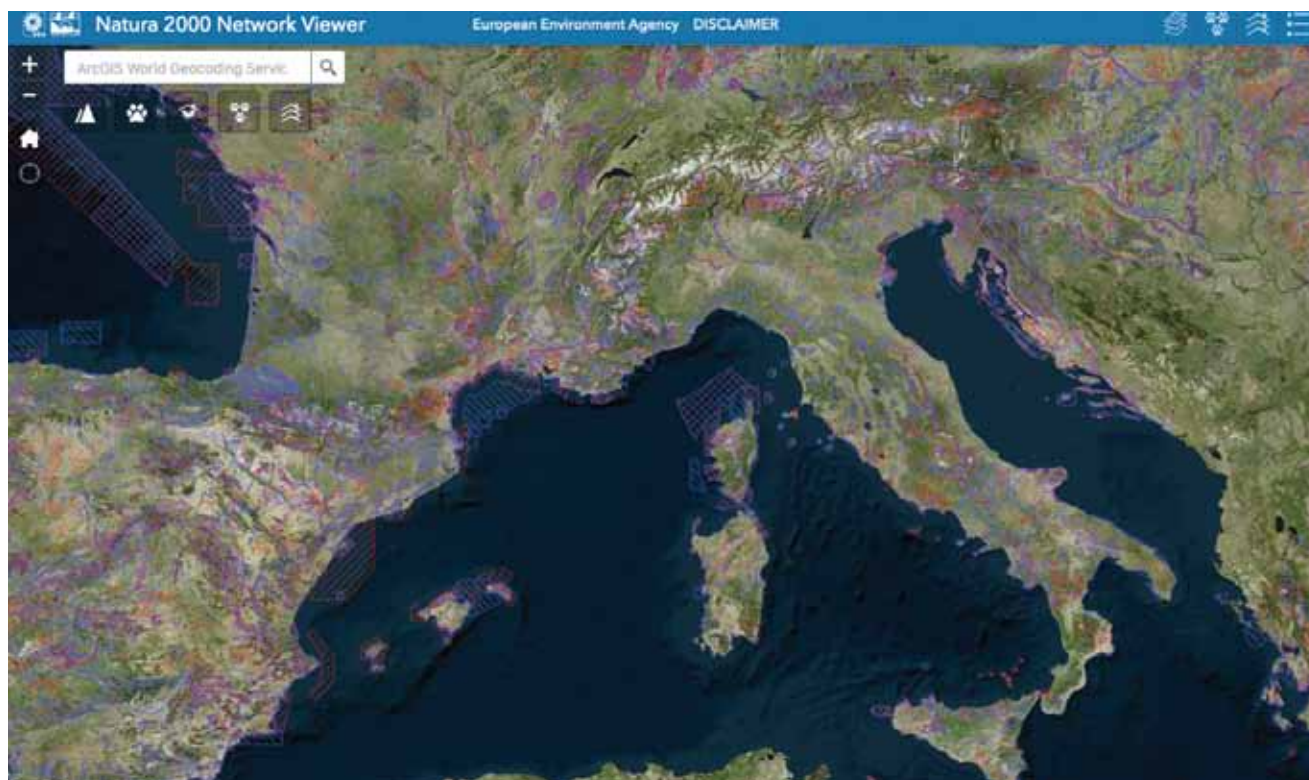 Natura 2000 Network Viewer
European Environment Agency DISCLAIMER
ArcGIS World Geocoding Servic